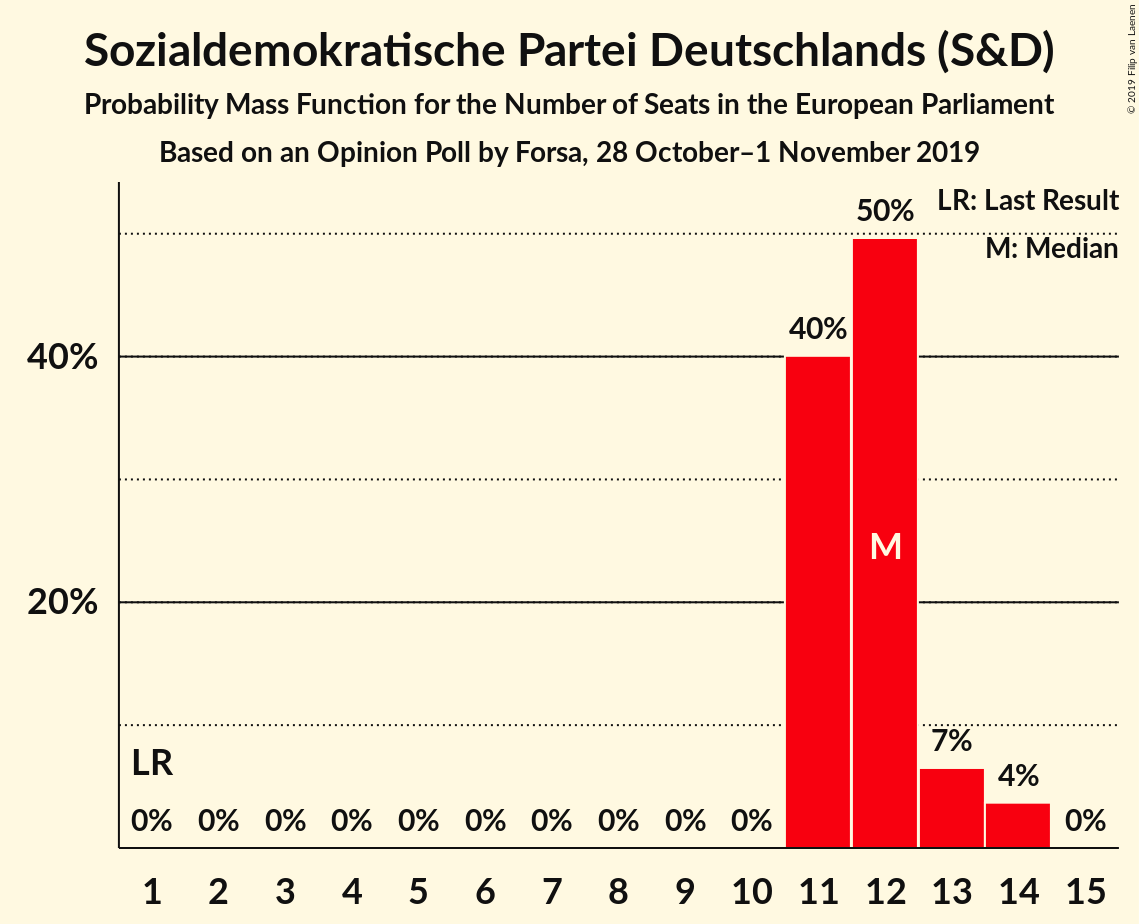 Sozialdemokratische Partei Deutschlands (S&D)
Probability Mass Function for the Number of Seats in the European Parliament
Based on an Opinion Poll by Forsa, 28 October–1 November 2019
© 2019 Filip van Laenen
LR: Last Result
M: Median
50%
40%
40%
M
20%
7%
4%
LR
0% 0% 0% 0% 0% 0% 0% 0% 0% 0% 0%
1 2 3 4 5 6 7 8 9 10 11 12 13 14 15